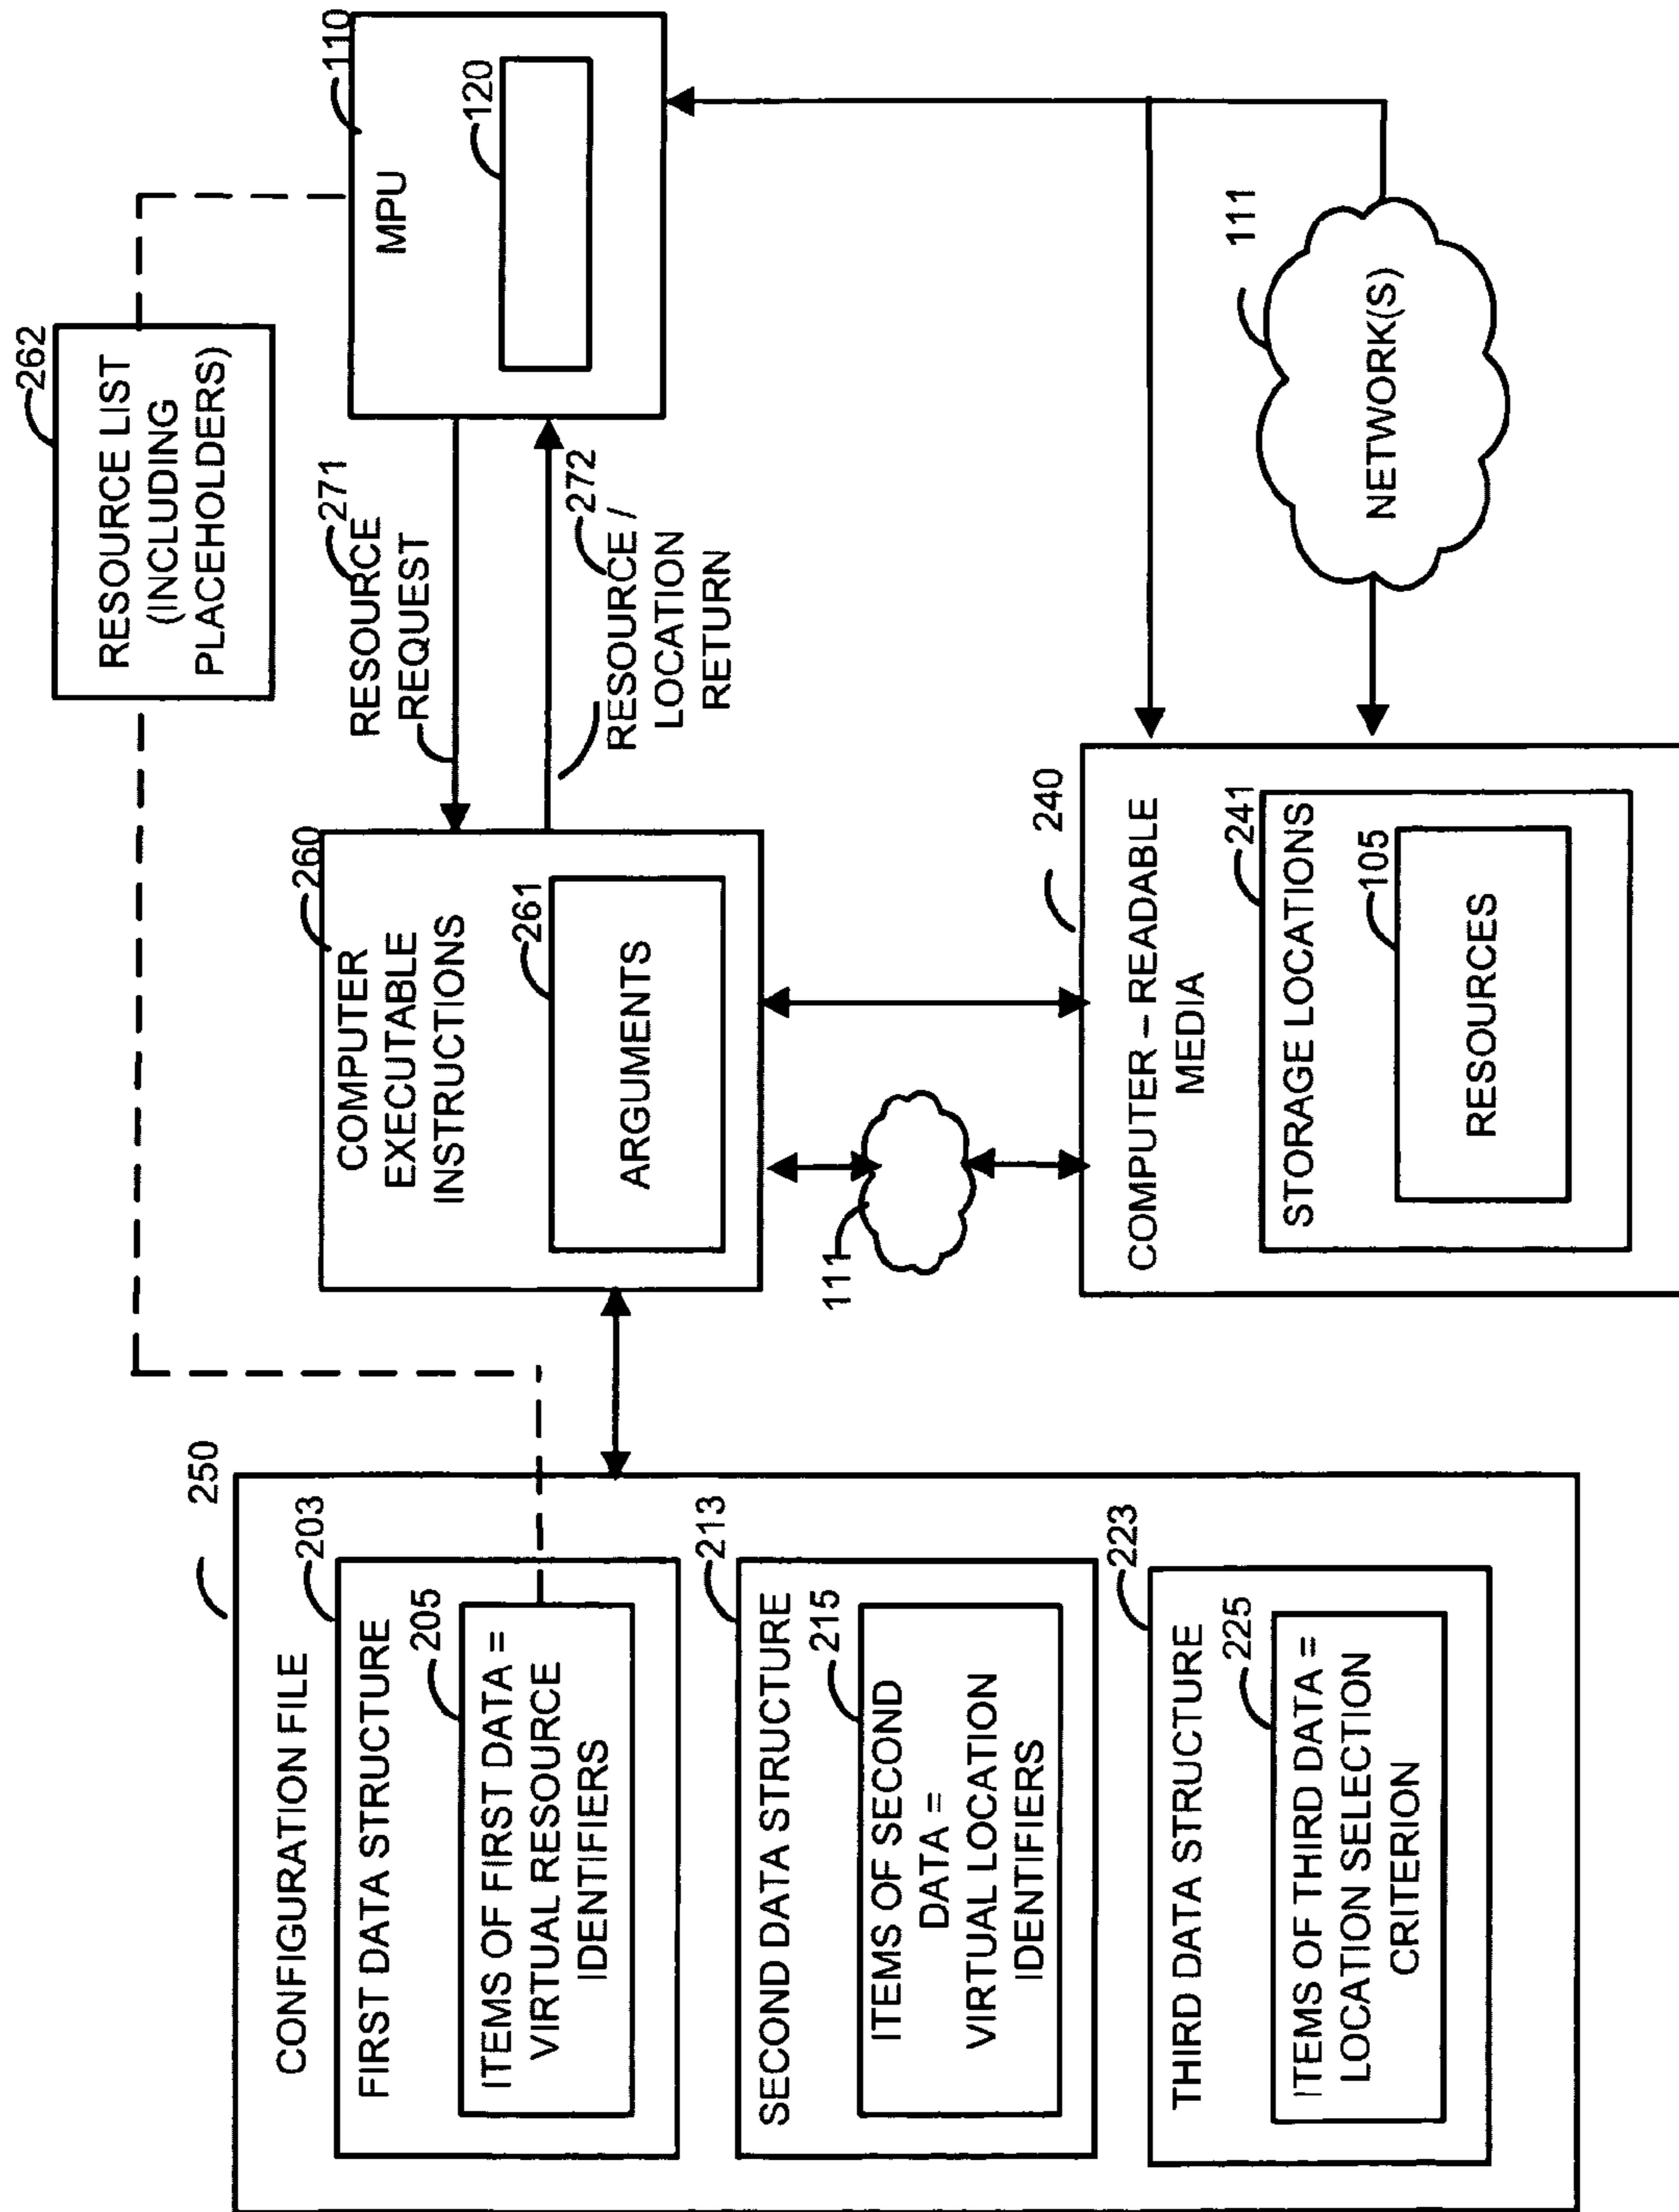 262
RESOURCE LIST
(INCLUDING
PLACEHOLDERS)
110
MPU
120
271
RESOURCE
REQUEST
272
RESOURCE /
LOCATION
RETURN
260
COMPUTER
EXECUTABLE
INSTRUCTIONS
261
ARGUMENTS
111
111
NETWORK(S)
240
COMPUTER – READABLE
MEDIA
241
STORAGE LOCATIONS
105
RESOURCES
250
CONFIGURATION FILE
203
FIRST DATA STRUCTURE
205
ITEMS OF FIRST DATA =
VIRTUAL RESOURCE
IDENTIFIERS
213
SECOND DATA STRUCTURE
215
ITEMS OF SECOND
DATA =
VIRTUAL LOCATION
IDENTIFIERS
223
THIRD DATA STRUCTURE
225
ITEMS OF THIRD DATA =
LOCATION SELECTION
CRITERION